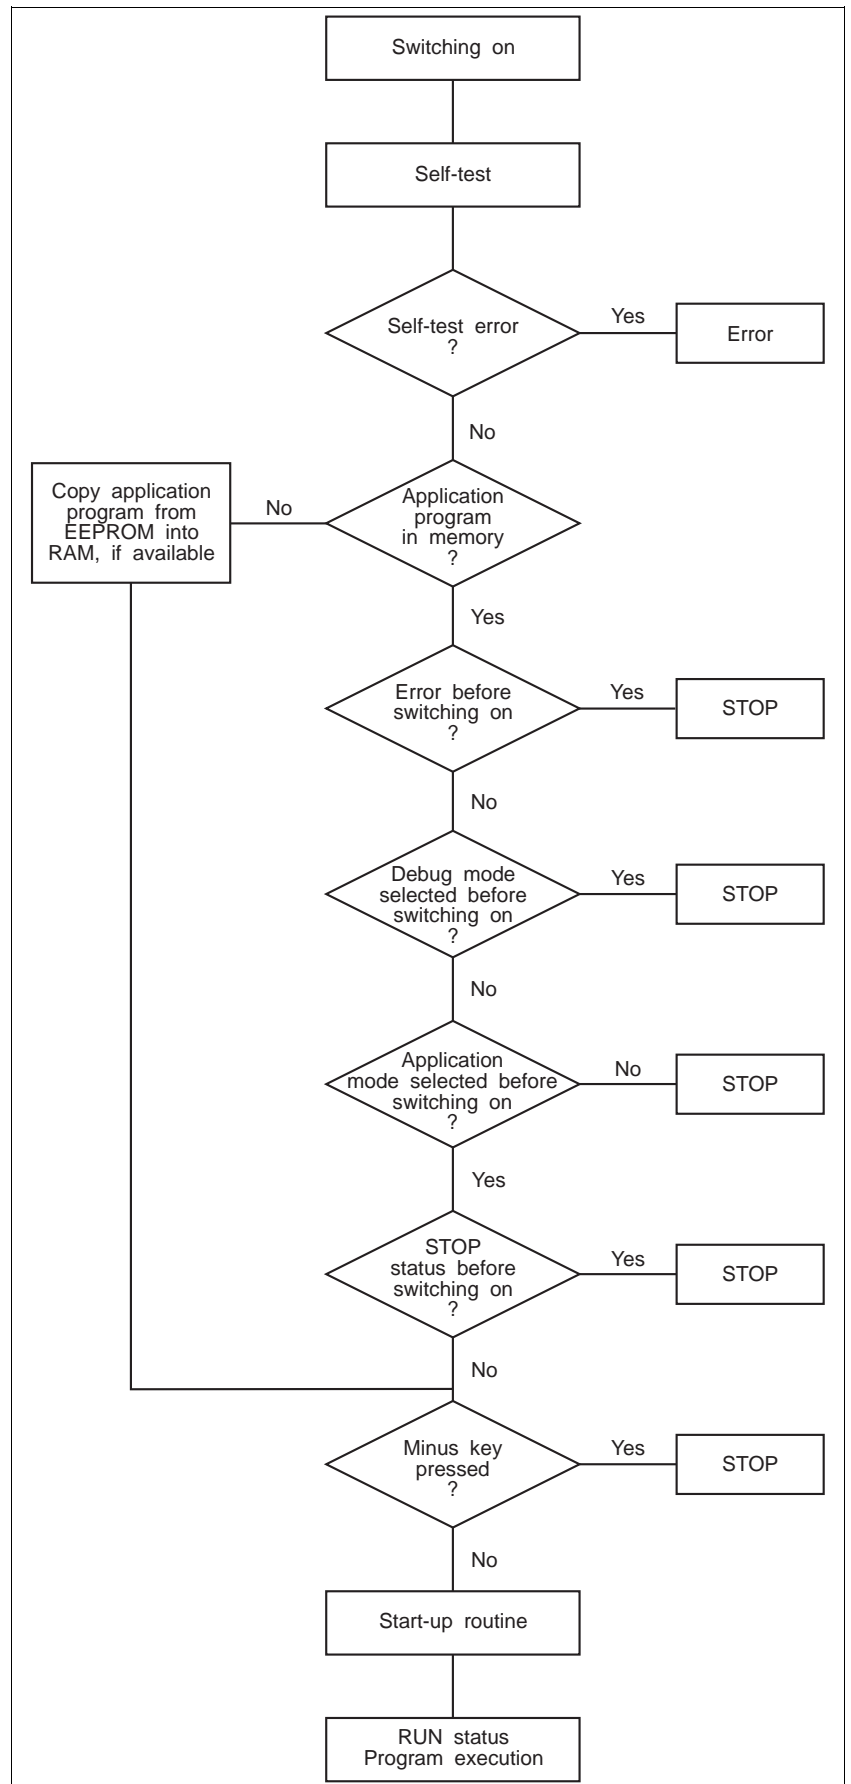 Switching on
Self-test
Self-test error
?
Yes
Error
No
Copy application
program from
EEPROM into
RAM, if available
No
Application
program
in memory
?
Yes
Error before
switching on
?
Yes
STOP
No
Debug mode
selected before
switching on
?
Yes
STOP
No
Application
mode selected before
switching on
?
No
STOP
Yes
STOP
status before
switching on
?
Yes
STOP
No
Minus key
pressed
?
Yes
STOP
No
Start-up routine
RUN status
Program execution